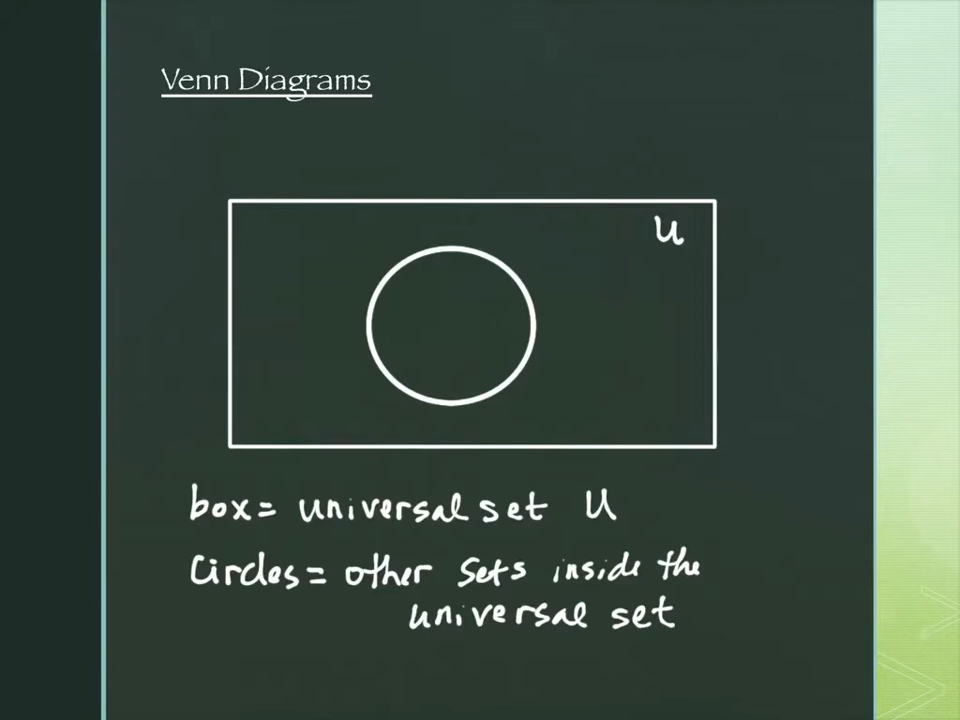 Venn Diagrams
U
box = universal set U
Circles = other sets inside the
universal set